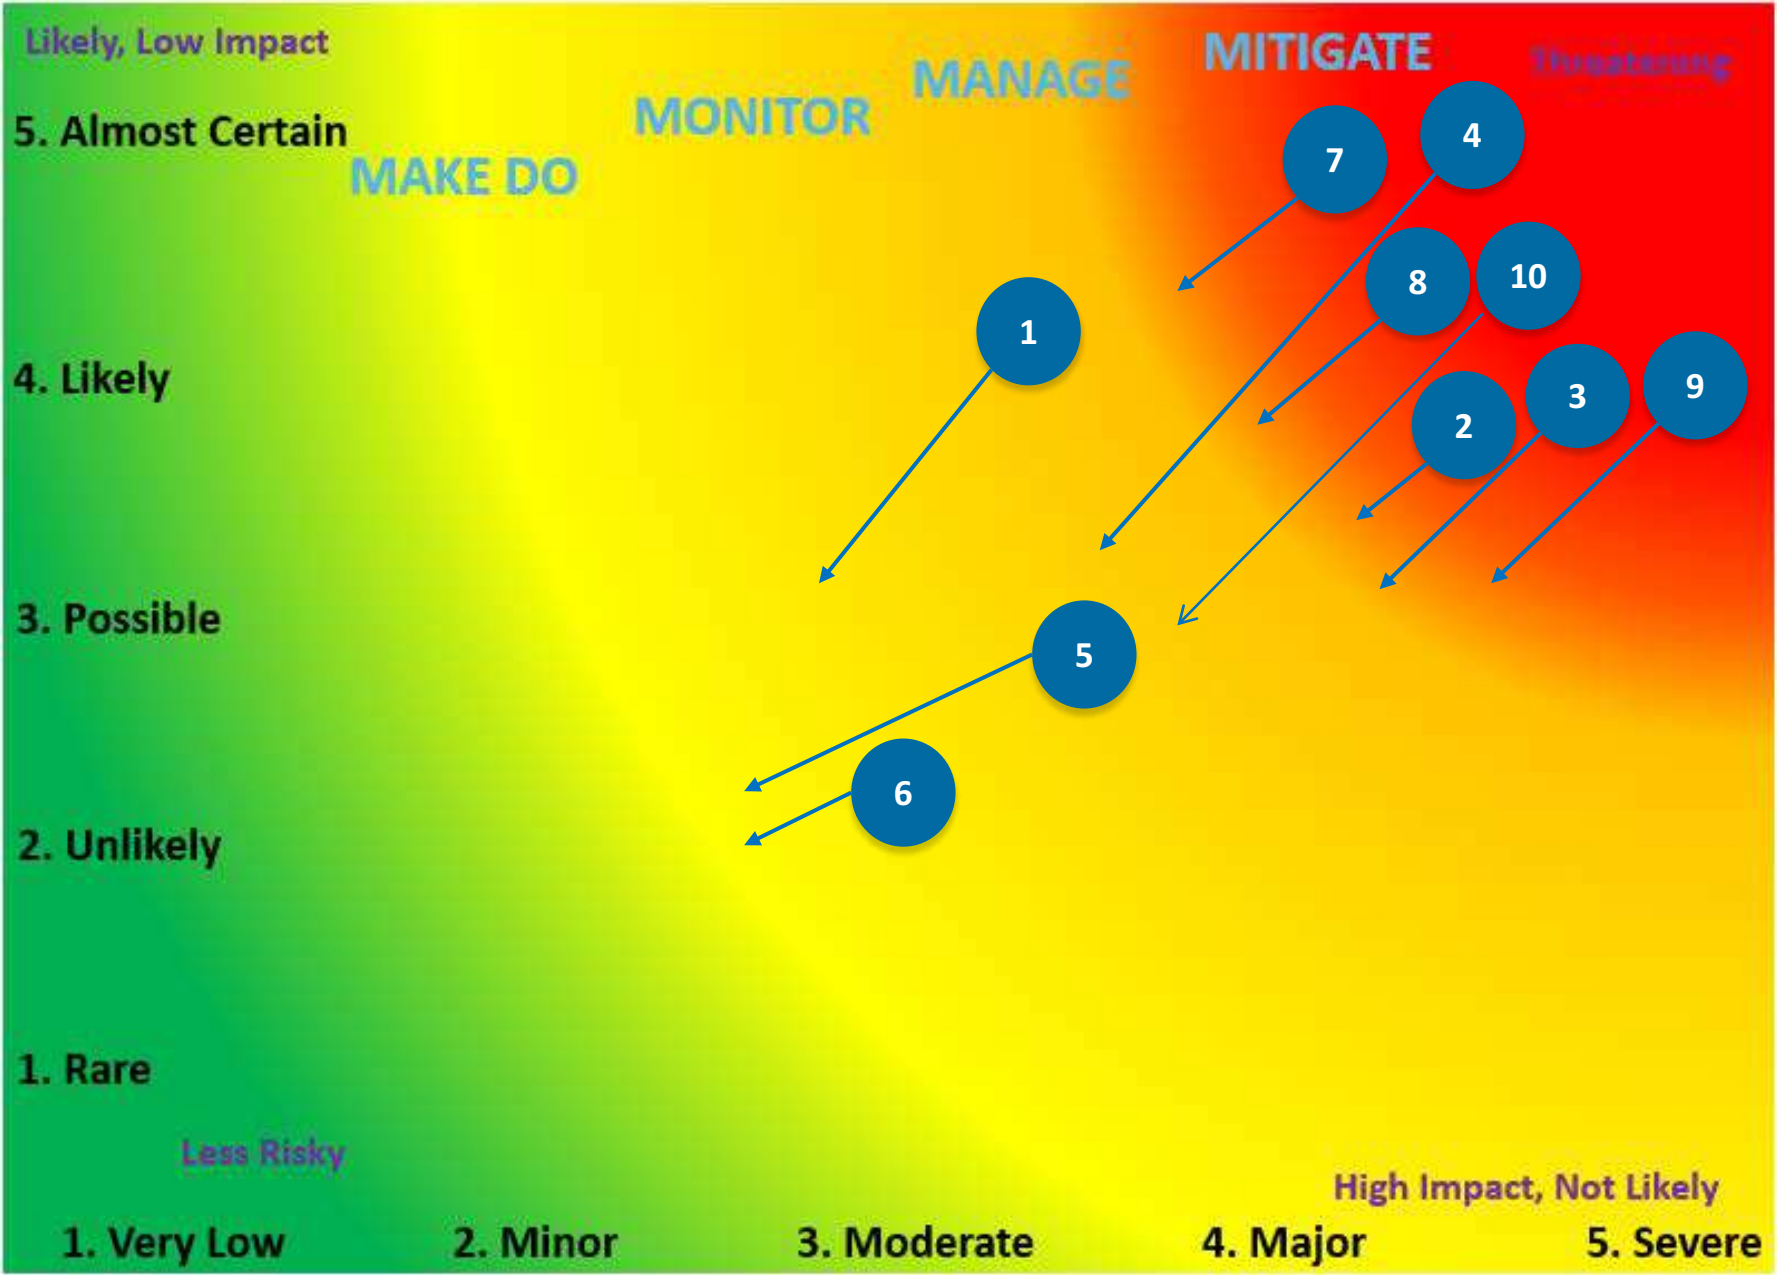 Likely, Low Impact
MITIGATE
Threatening
MANAGE
MONITOR
5. Almost Certain
MAKE DO
7
4
8
10
1
4. Likely
2
3
9
3. Possible
5
6
2. Unlikely
1. Rare
Less Risky
High Impact, Not Likely
1. Very Low
2. Minor
3. Moderate
4. Major
5. Severe